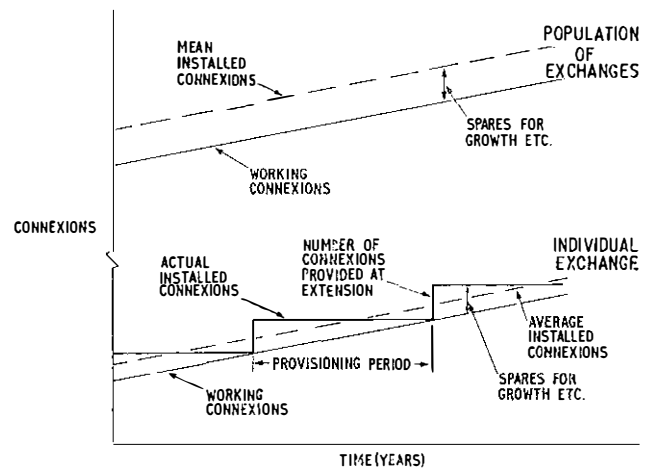 MEAN
INSTALLED
CONNEXIONS
POPULATION
OF
EXCHANGES
SPARES FOR
GROWTH ETC.
WORKING
CONNEXIONS
CONNEXIONS
ACTUAL
INSTALLED
CONNEXIONS
NUMBER OF
CONNEXIONS
PROVIDED AT
EXTENSION
INDIVIDUAL
EXCHANGE
AVERAGE
INSTALLED
CONNEXIONS
PROVISIONING PERIOD
SPARES FOR
GROWTH ETC.
WORKING
CONNEXIONS
TIME (YEARS)